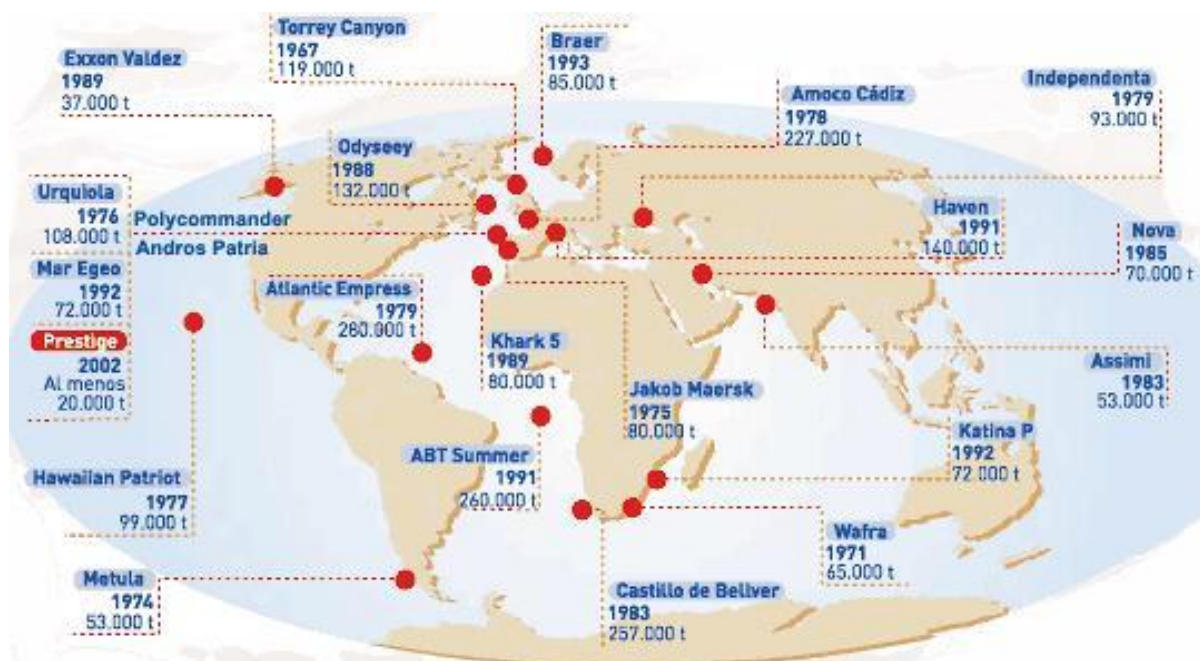 Torrey Canyon
1967
119.000 t
Exxon Valdez
1989
37.000 t
Braer
1993
85.000 t
Amoco Cádiz
1978
227.000 t
Independenta
1979
93.000 t
Odyseey
1988
132.000 t
Urquiola
1976
108.000 t
Polycommander
Andros Patria
Mar Egeo
1992
72.000 t
Prestige
2002
Al menos
20.000 t
Haven
1991
140.000 t
Nova
1985
70.000 t
Atlantic Empress
1979
280.000 t
Khark 5
1989
80.000 t
Jakob Maersk
1975
80.000 t
Assimi
1983
53.000 t
Katina P
1992
72 000 t
ABT Summer
1991
260.000 t
Hawaiian Patriot
1977
99.000 t
Wafra
1971
65.000 t
Metula
1974
53.000 t
Castillo de Bellver
1983
257.000 t